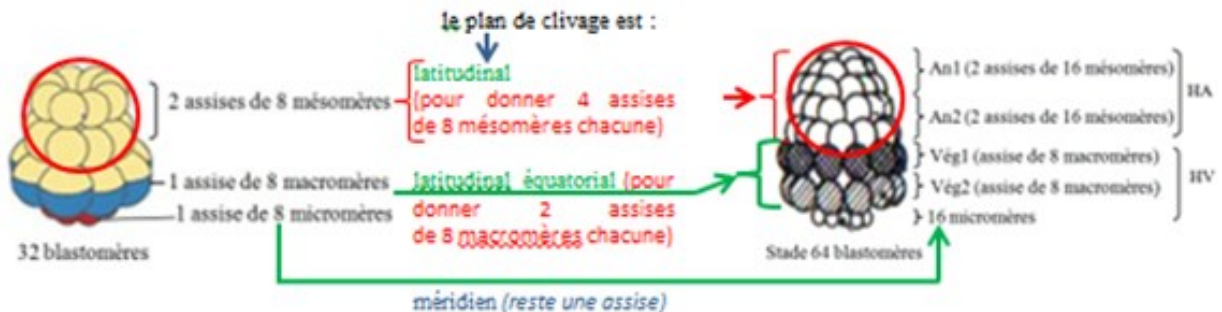 le plan de clivage est :
2 assises de 8 mésomères
latitudinal
(pour donner 4 assises
de 8 mésomères chacune)
1 assise de 8 macromères
latitudinal équatorial (pour
donner 2 assises
de 8 macromères chacune)
1 assise de 8 micromères
32 blastomères
méridien (reste une assise)
An1 (2 assises de 16 mésomères)
An2 (2 assises de 16 mésomères)
HA
Vég1 (assise de 8 macromères)
Vég2 (assise de 8 macromères)
HV
16 micromères
Stade 64 blastomères